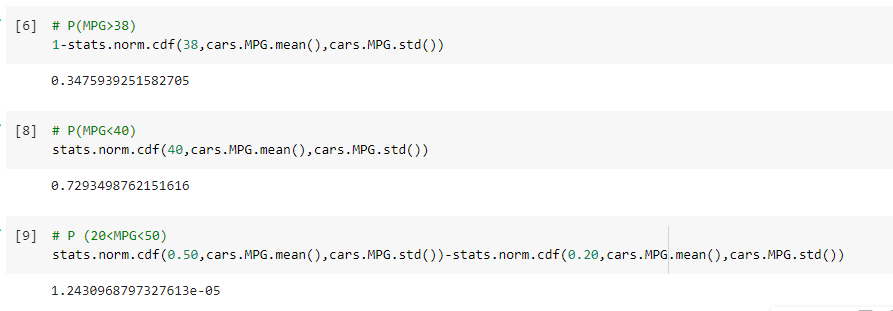 [6] # P(MPG>38)
1-stats.norm.cdf(38,cars.MPG.mean(),cars.MPG.std())
0.3475939251582705
[8] # P(MPG<40)
stats.norm.cdf(40,cars.MPG.mean(),cars.MPG.std())
0.7293498762151616
[9] # P (20<MPG<50)
stats.norm.cdf(0.50,cars.MPG.mean(),cars.MPG.std())-stats.norm.cdf(0.20,cars.MPG.mean(),cars.MPG.std())
1.2430968797327613e-05